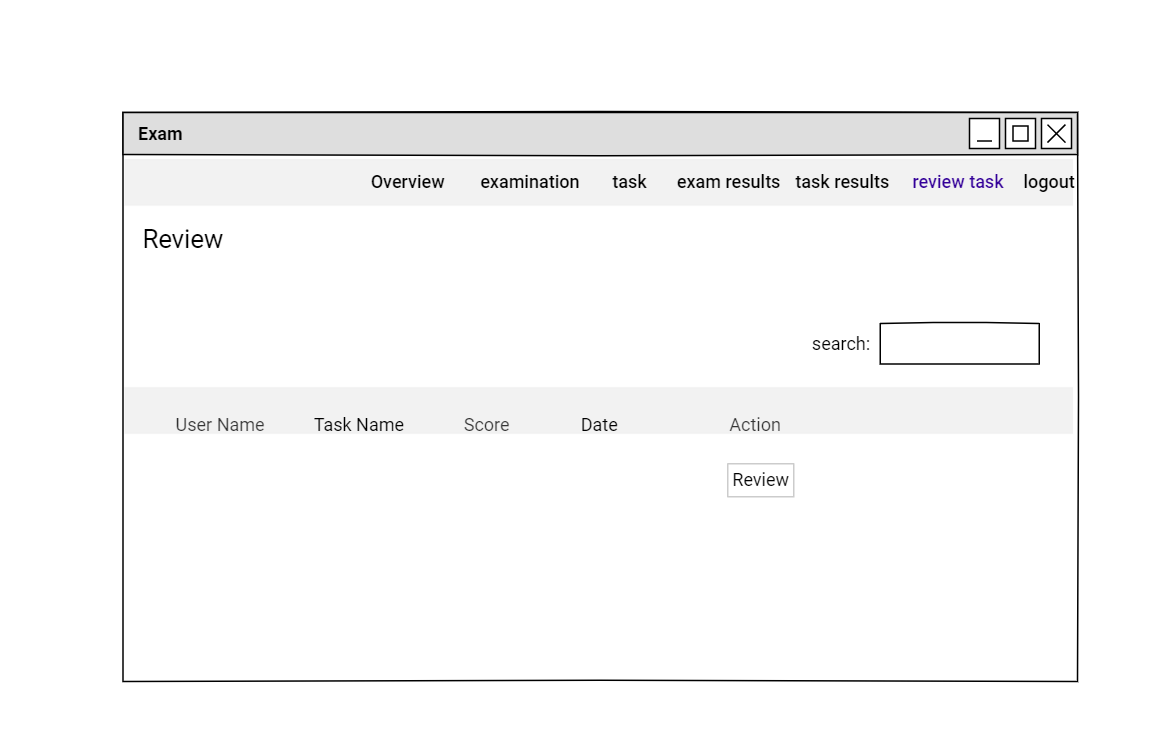 Exam
Overview examination task exam results task results review task logout
Review
search:
User Name Task Name Score Date Action
Review